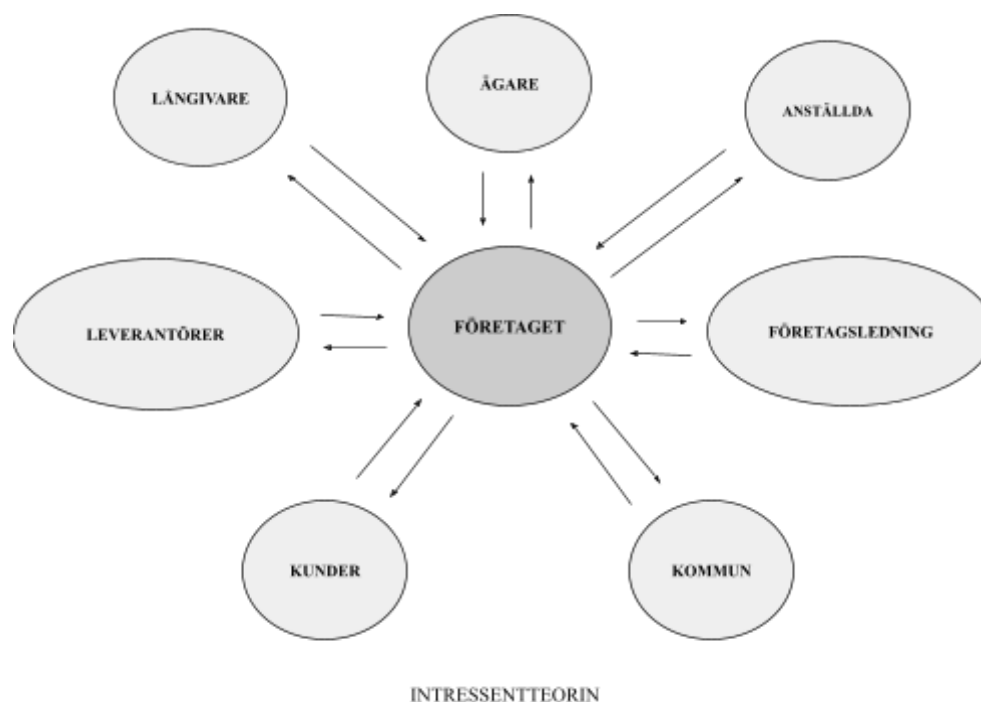 LÅNGIVARE
ÄGARE
ANSTÄLLDA
LEVERANTÖRER
FÖRETAGET
FÖRETAGSLEDNING
KUNDER
KOMMUN
INTRESSENTTEORIN